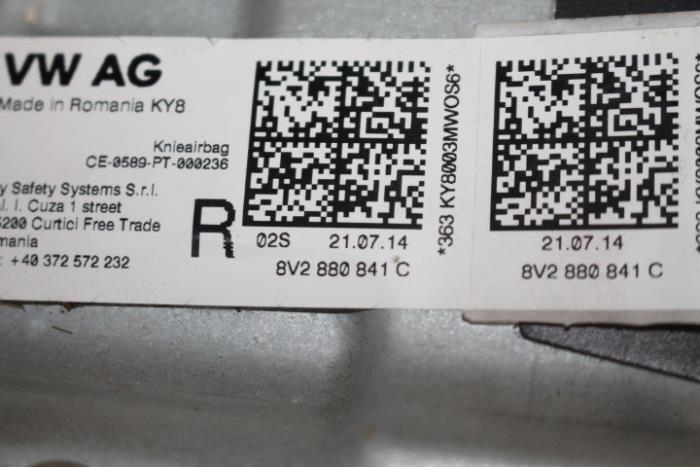 VW AG
Made in Romania KY8
Knieairbag
CE-0589-PT-000236
y Safety Systems S.r.l.
l. I. Cuza 1 street
200 Curtici Free Trade
mania
: +40 372 572 232
R
02S 21.07.14
8V2 880 841 C
*363 KY8003MWOS6*
21.07.14
8V2 880 841 C